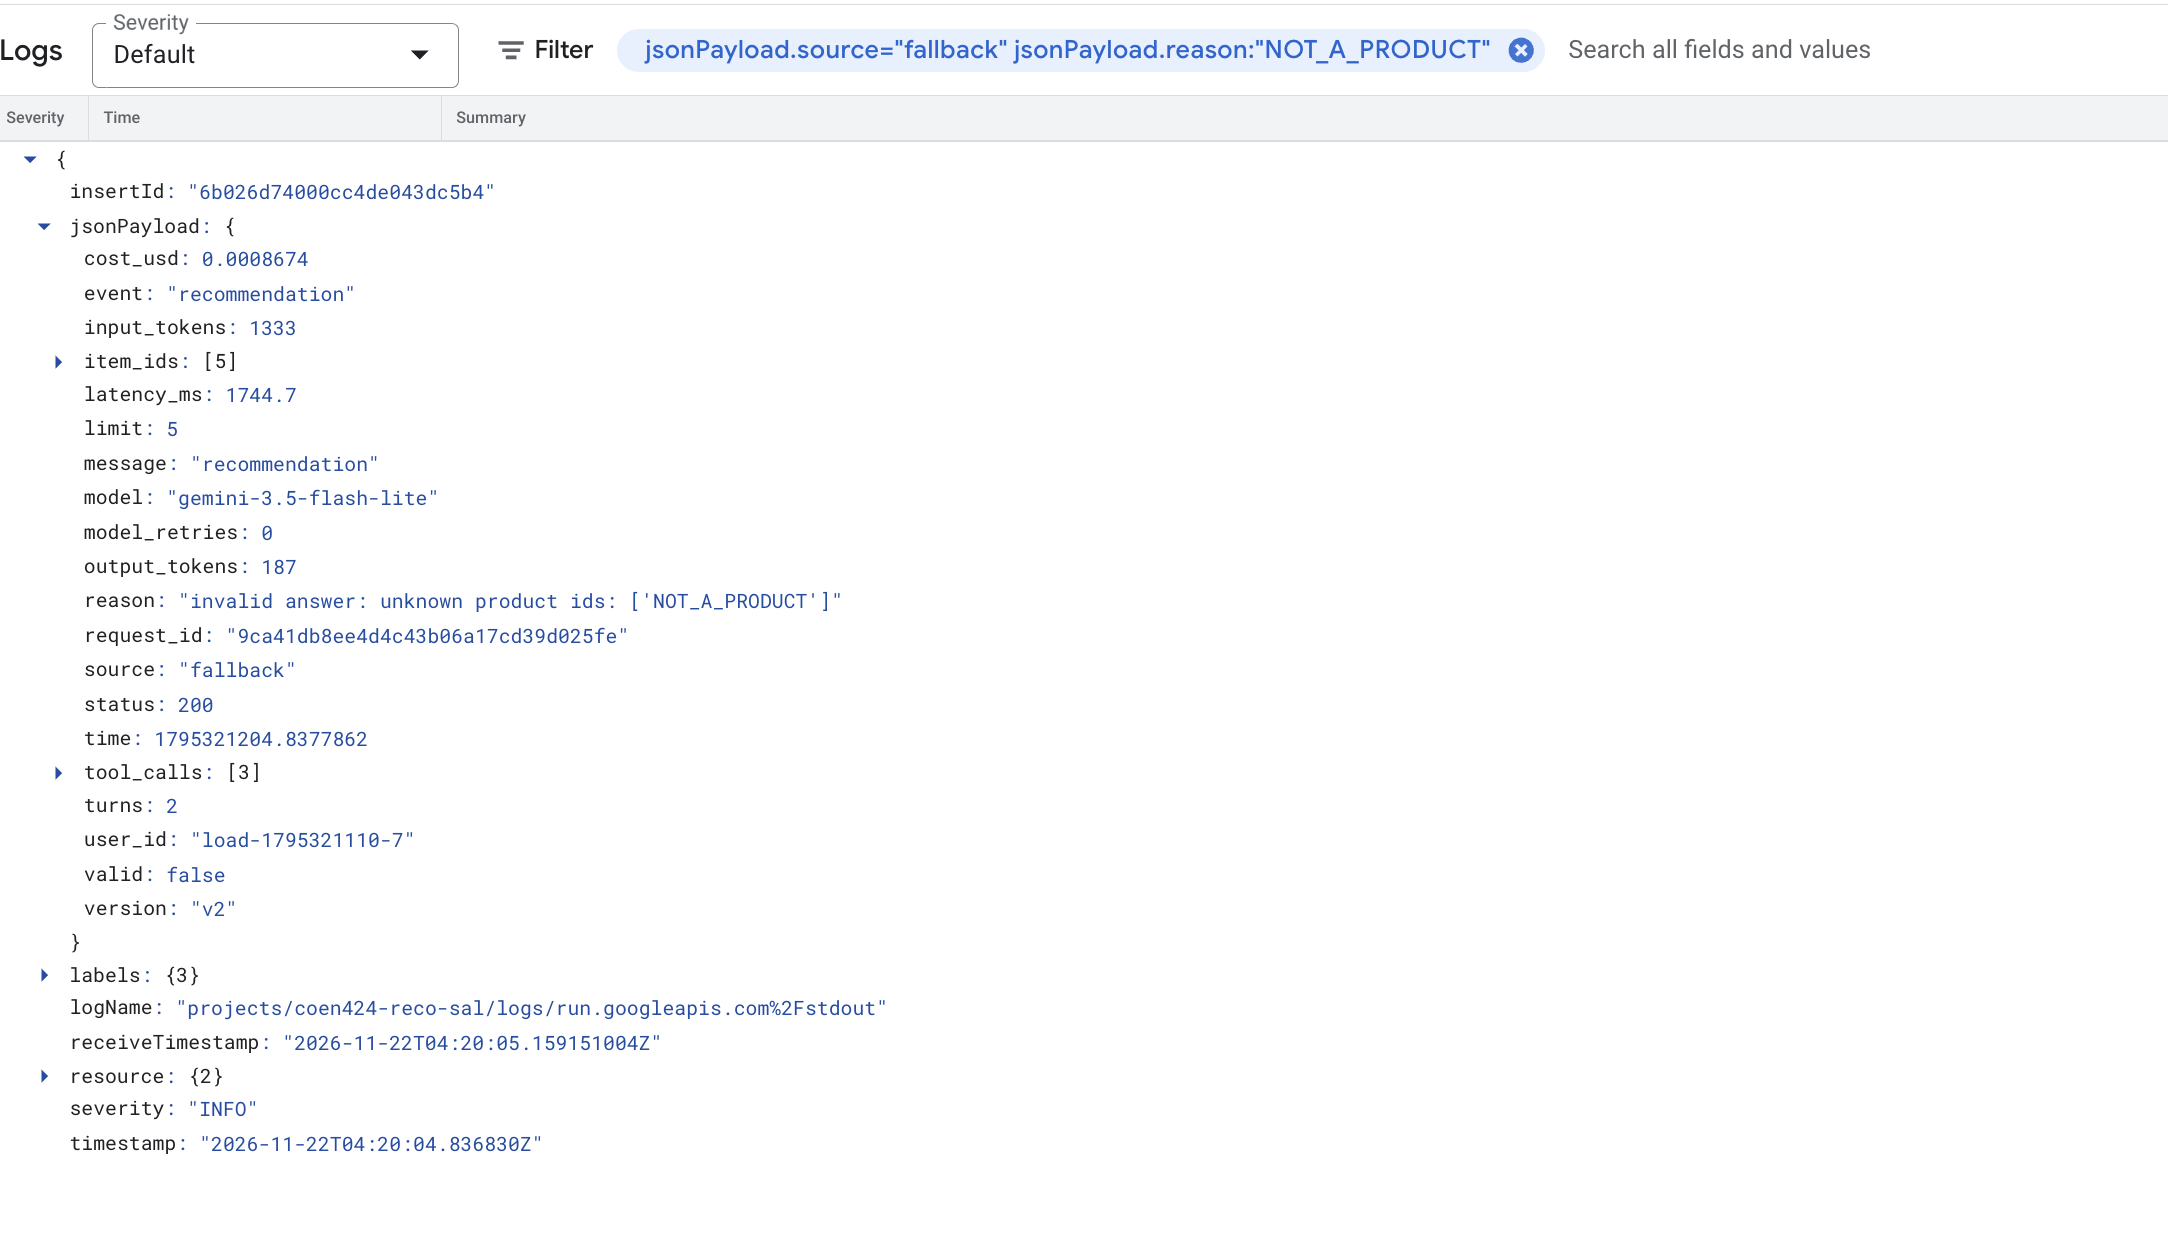 Logs
Severity
Default
Filter
jsonPayload.source="fallback" jsonPayload.reason:"NOT_A_PRODUCT"
Search all fields and values
Severity Time Summary
{
insertId: "6b026d74000cc4de043dc5b4"
jsonPayload: {
cost_usd: 0.0008674
event: "recommendation"
input_tokens: 1333
item_ids: [5]
latency_ms: 1744.7
limit: 5
message: "recommendation"
model: "gemini-3.5-flash-lite"
model_retries: 0
output_tokens: 187
reason: "invalid answer: unknown product ids: ['NOT_A_PRODUCT']"
request_id: "9ca41db8ee4d4c43b06a17cd39d025fe"
source: "fallback"
status: 200
time: 1795321204.8377862
tool_calls: [3]
turns: 2
user_id: "load-1795321110-7"
valid: false
version: "v2"
}
labels: {3}
logName: "projects/coen424-reco-sal/logs/run.googleapis.com%2Fstdout"
receiveTimestamp: "2026-11-22T04:20:05.159151004Z"
resource: {2}
severity: "INFO"
timestamp: "2026-11-22T04:20:04.836830Z"